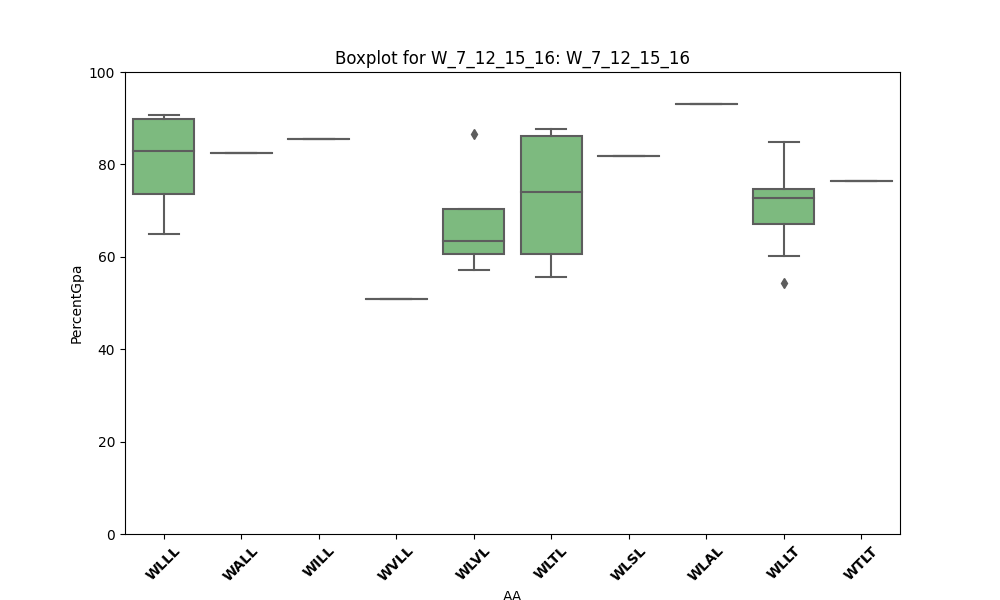 Boxplot for W_7_12_15_16: W_7_12_15_16
PercentGpa
100
80
60
40
20
0
WLLL WALL WILL WVLL WLVL WLTL WLSL WLAL WLLT WTLT
AA